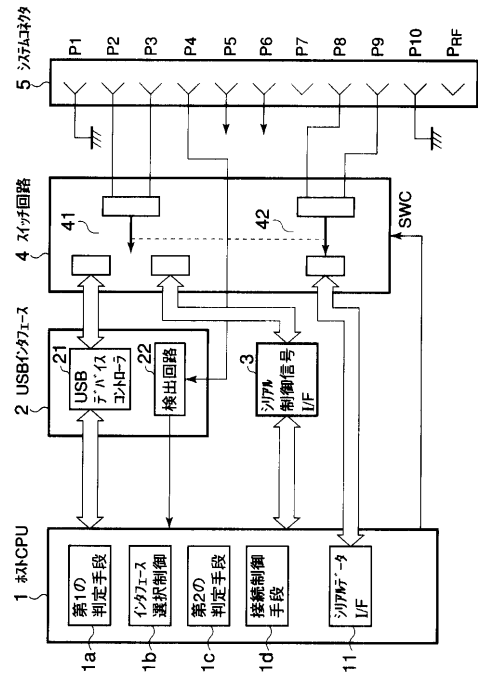 1 ホストCPU
1a
第1の
判定手段
1b
インタフェース
選択制御
1c
第2の
判定手段
1d
接続制御
手段
11
シリアルデータ
I/F
2 USBインタフェース
21
USB
デバイス
コントローラ
22
検出回路
3
シリアル
制御信号
I/F
4 スイッチ回路
41
42
SWC
5 システムコネクタ
P1
P2
P3
P4
P5
P6
P7
P8
P9
P10
PRF